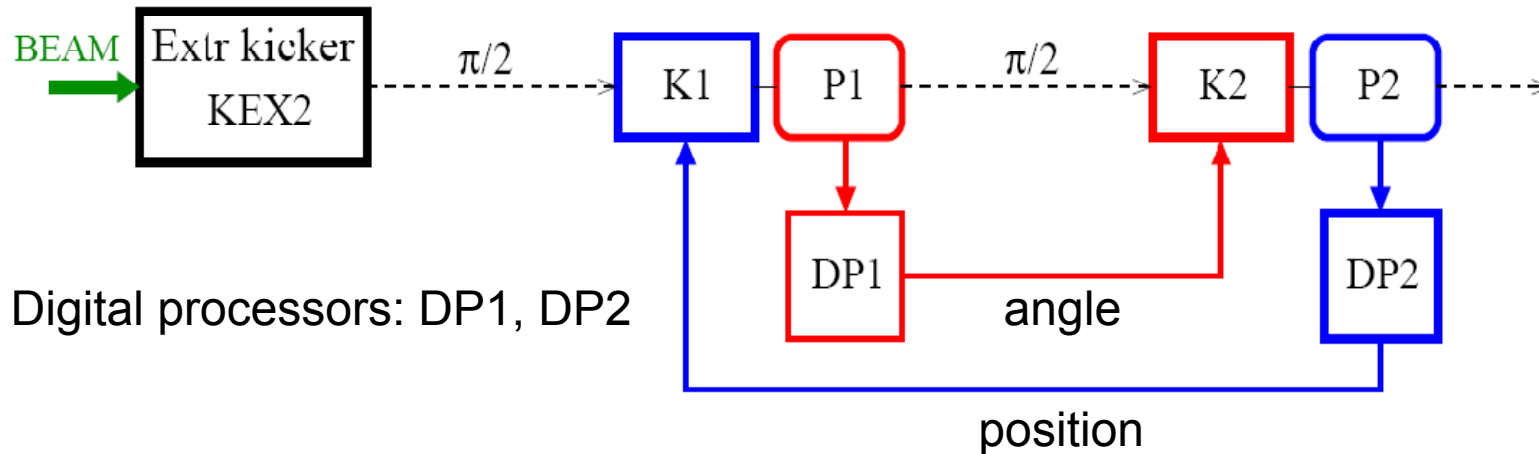 BEAM
Extr kicker
KEX2
π/2
K1
P1
π/2
K2
P2
DP1
DP2
Digital processors: DP1, DP2
angle
position